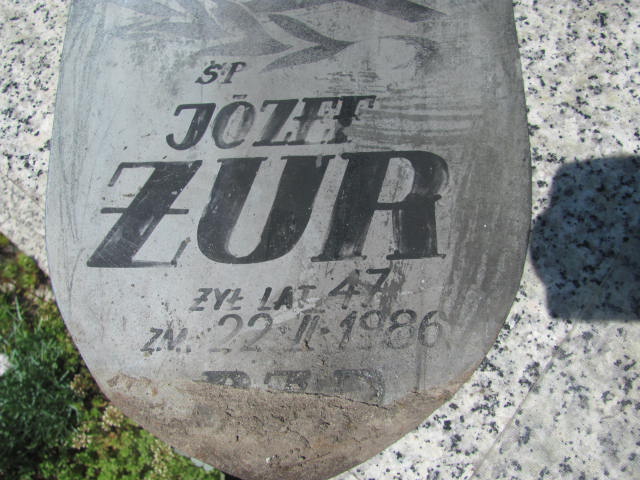 ŚP
JÓZEF
ŻUR
ŻYŁ LAT 47
ZM. 22·II·1986